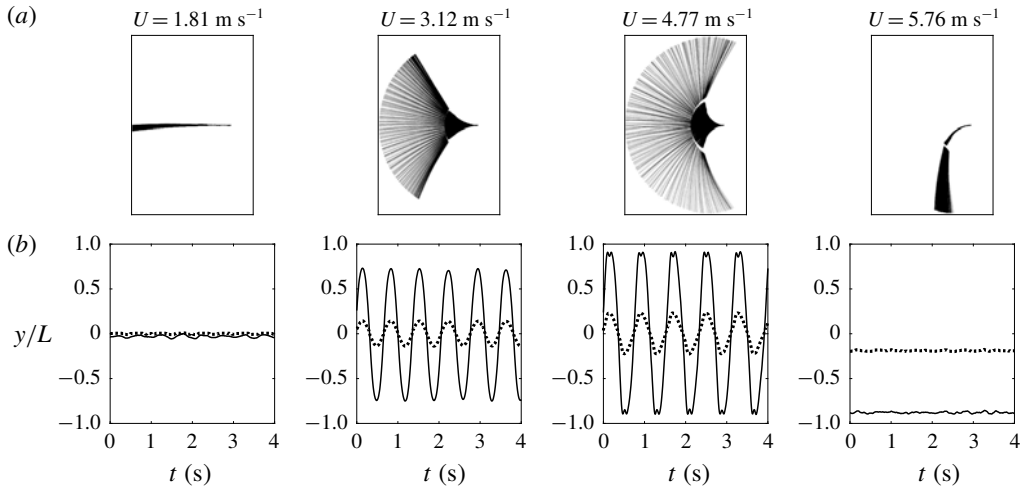 (a) U = 1.81 m s⁻¹ U = 3.12 m s⁻¹ U = 4.77 m s⁻¹ U = 5.76 m s⁻¹
(b) 1.0 1.0 1.0 1.0
0.5 0.5 0.5 0.5
y/L 0 0 0 0
−0.5 −0.5 −0.5 −0.5
−1.0 −1.0 −1.0 −1.0
0 1 2 3 4 0 1 2 3 4 0 1 2 3 4 0 1 2 3 4
t (s) t (s) t (s) t (s)